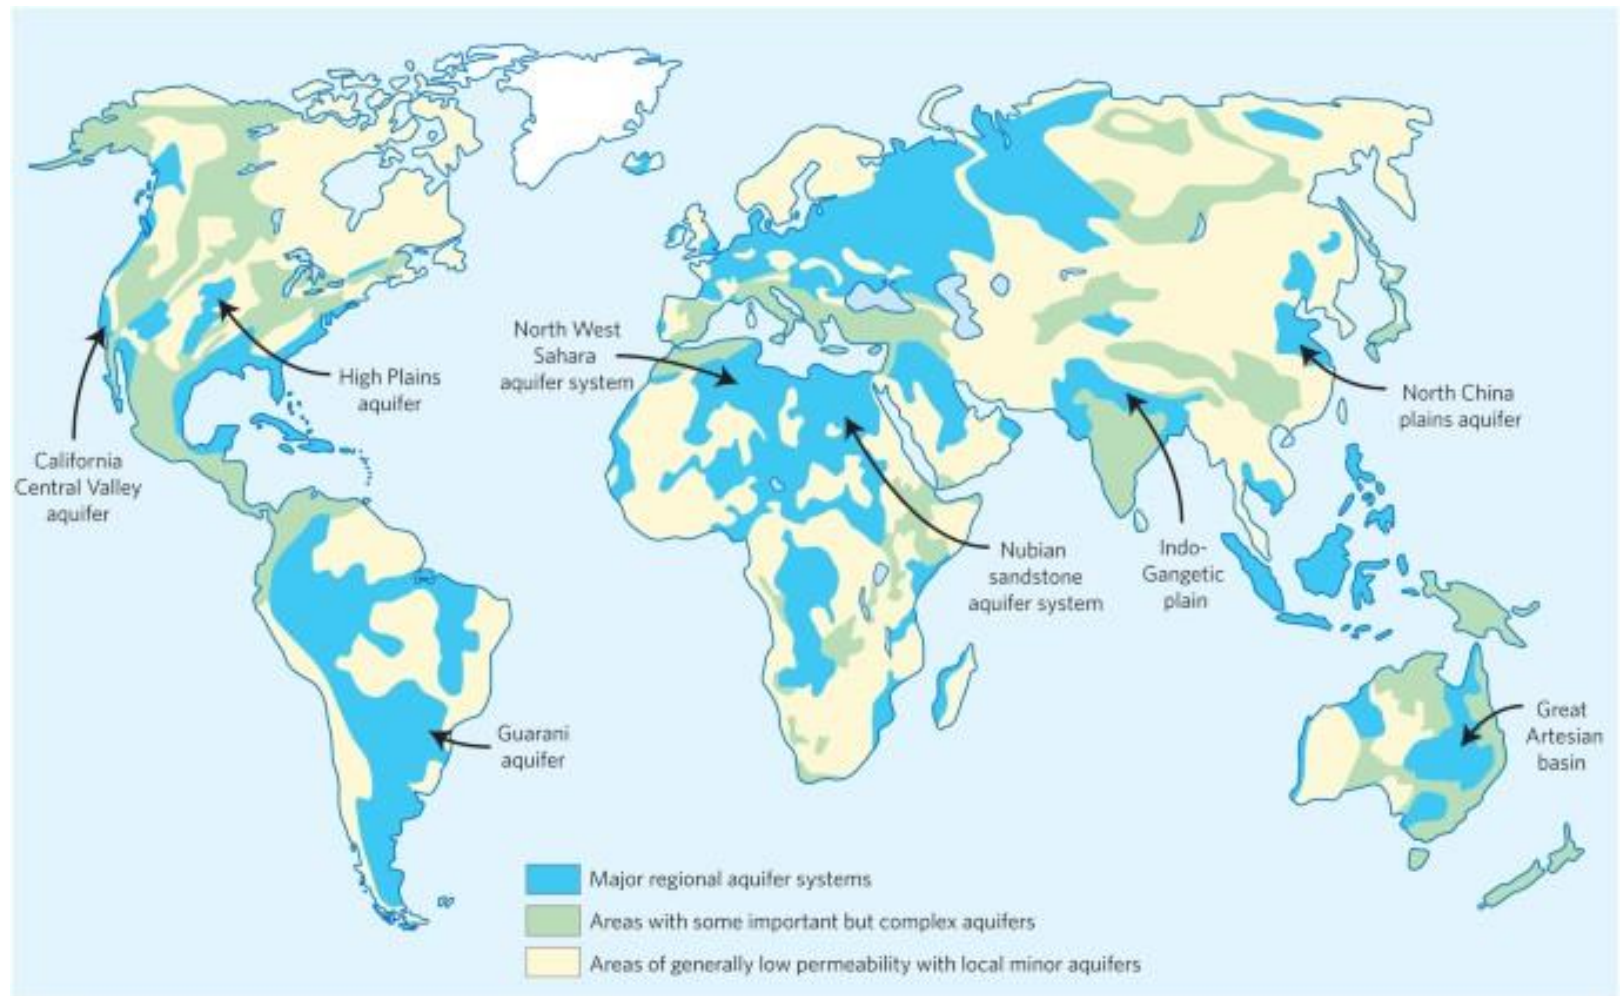 North West
Sahara
aquifer system
High Plains
aquifer
North China
plains aquifer
California
Central Valley
aquifer
Nubian
sandstone
aquifer system
Indo-
Gangetic
plain
Guarani
aquifer
Great
Artesian
basin
Major regional aquifer systems
Areas with some important but complex aquifers
Areas of generally low permeability with local minor aquifers